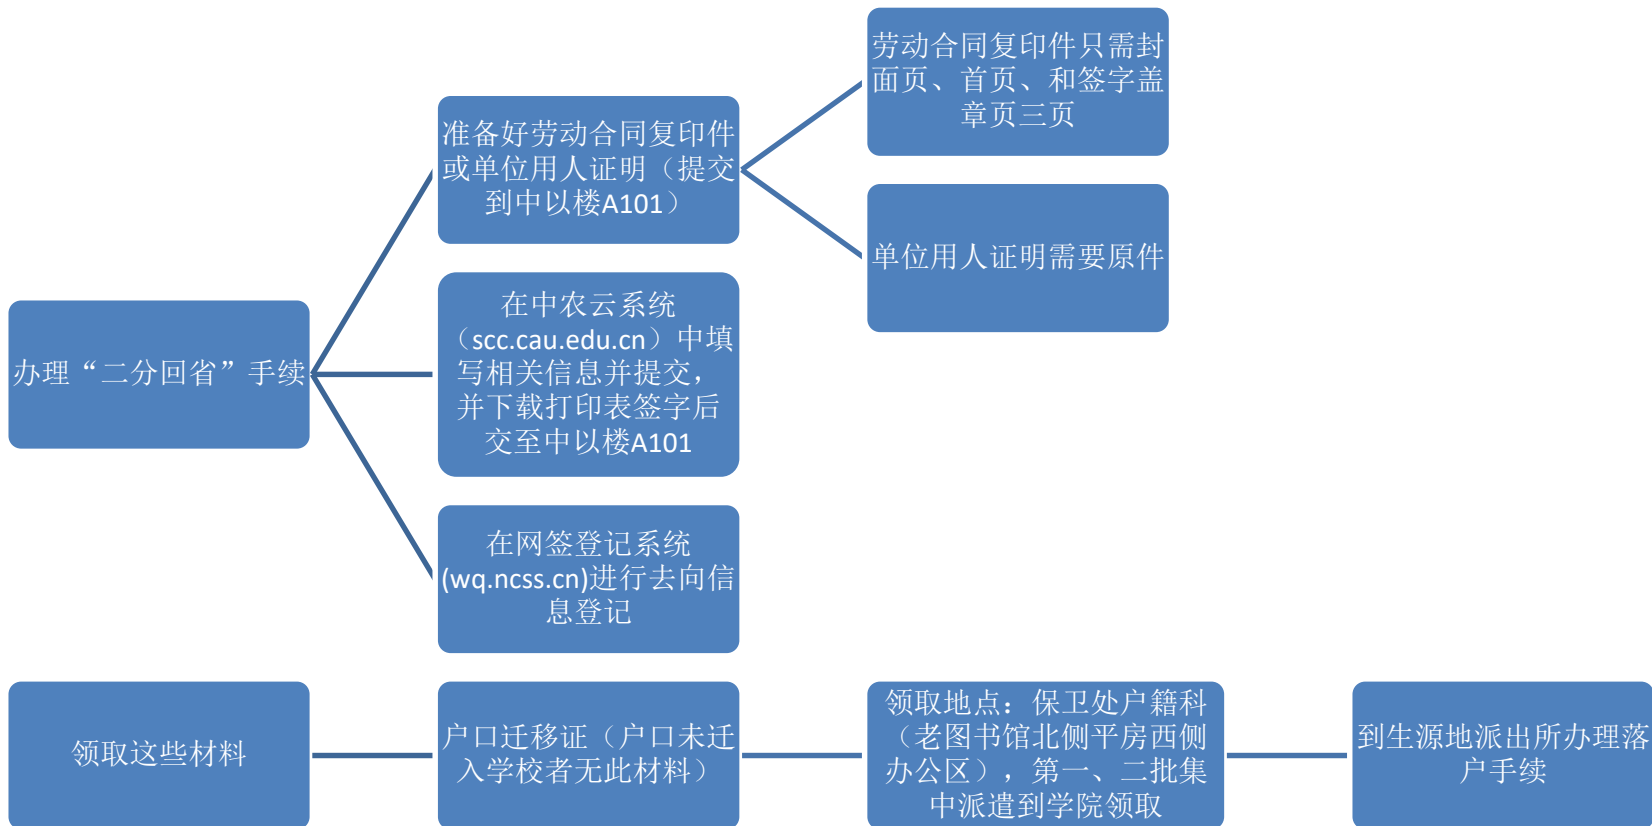 办理“二分回省”手续
准备好劳动合同复印件
或单位用人证明（提交
到中以楼A101）
劳动合同复印件只需封
面页、首页、和签字盖
章页三页
单位用人证明需要原件
在中农云系统
（scc.cau.edu.cn）中填
写相关信息并提交，
并下载打印表签字后
交至中以楼A101
在网签登记系统
(wq.ncss.cn)进行去向信
息登记
领取这些材料
户口迁移证（户口未迁
入学校者无此材料）
领取地点：保卫处户籍科
（老图书馆北侧平房西侧
办公区），第一、二批集
中派遣到学院领取
到生源地派出所办理落
户手续